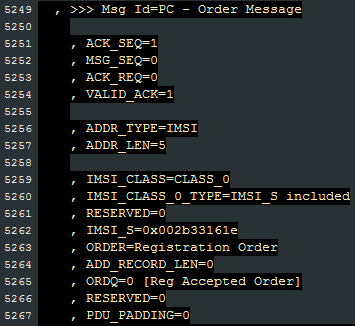 5249 , >>> Msg Id=PC - Order Message
5250
5251 , ACK_SEQ=1
5252 , MSG_SEQ=0
5253 , ACK_REQ=0
5254 , VALID_ACK=1
5255
5256 , ADDR_TYPE=IMSI
5257 , ADDR_LEN=5
5258
5259 , IMSI_CLASS=CLASS_0
5260 , IMSI_CLASS_0_TYPE=IMSI_S included
5261 , RESERVED=0
5262 , IMSI_S=0x002b33161e
5263 , ORDER=Registration Order
5264 , ADD_RECORD_LEN=0
5265 , ORDQ=0 [Reg Accepted Order]
5266 , RESERVED=0
5267 , PDU_PADDING=0